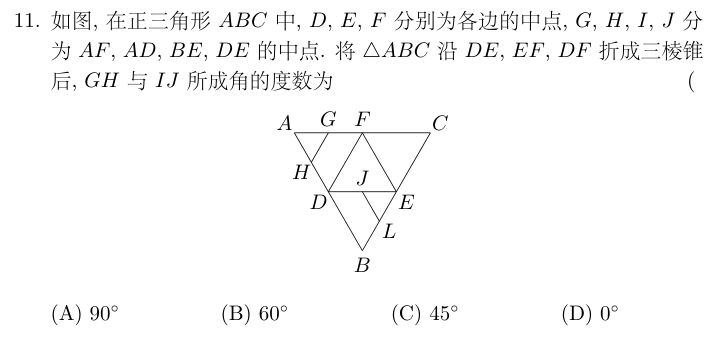 11. 如图, 在正三角形 ABC 中, D, E, F 分别为各边的中点, G, H, I, J 分
为 AF, AD, BE, DE 的中点. 将 △ABC 沿 DE, EF, DF 折成三棱锥
后, GH 与 IJ 所成角的度数为 (
A G F C
H J
D E
L
B
(A) 90° (B) 60° (C) 45° (D) 0°